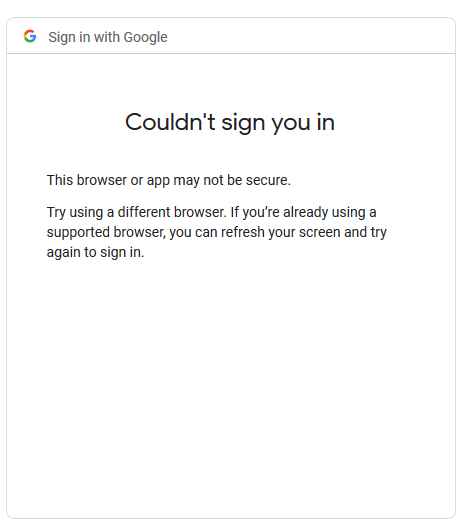 Sign in with Google
Couldn't sign you in
This browser or app may not be secure.
Try using a different browser. If you’re already using a
supported browser, you can refresh your screen and try
again to sign in.